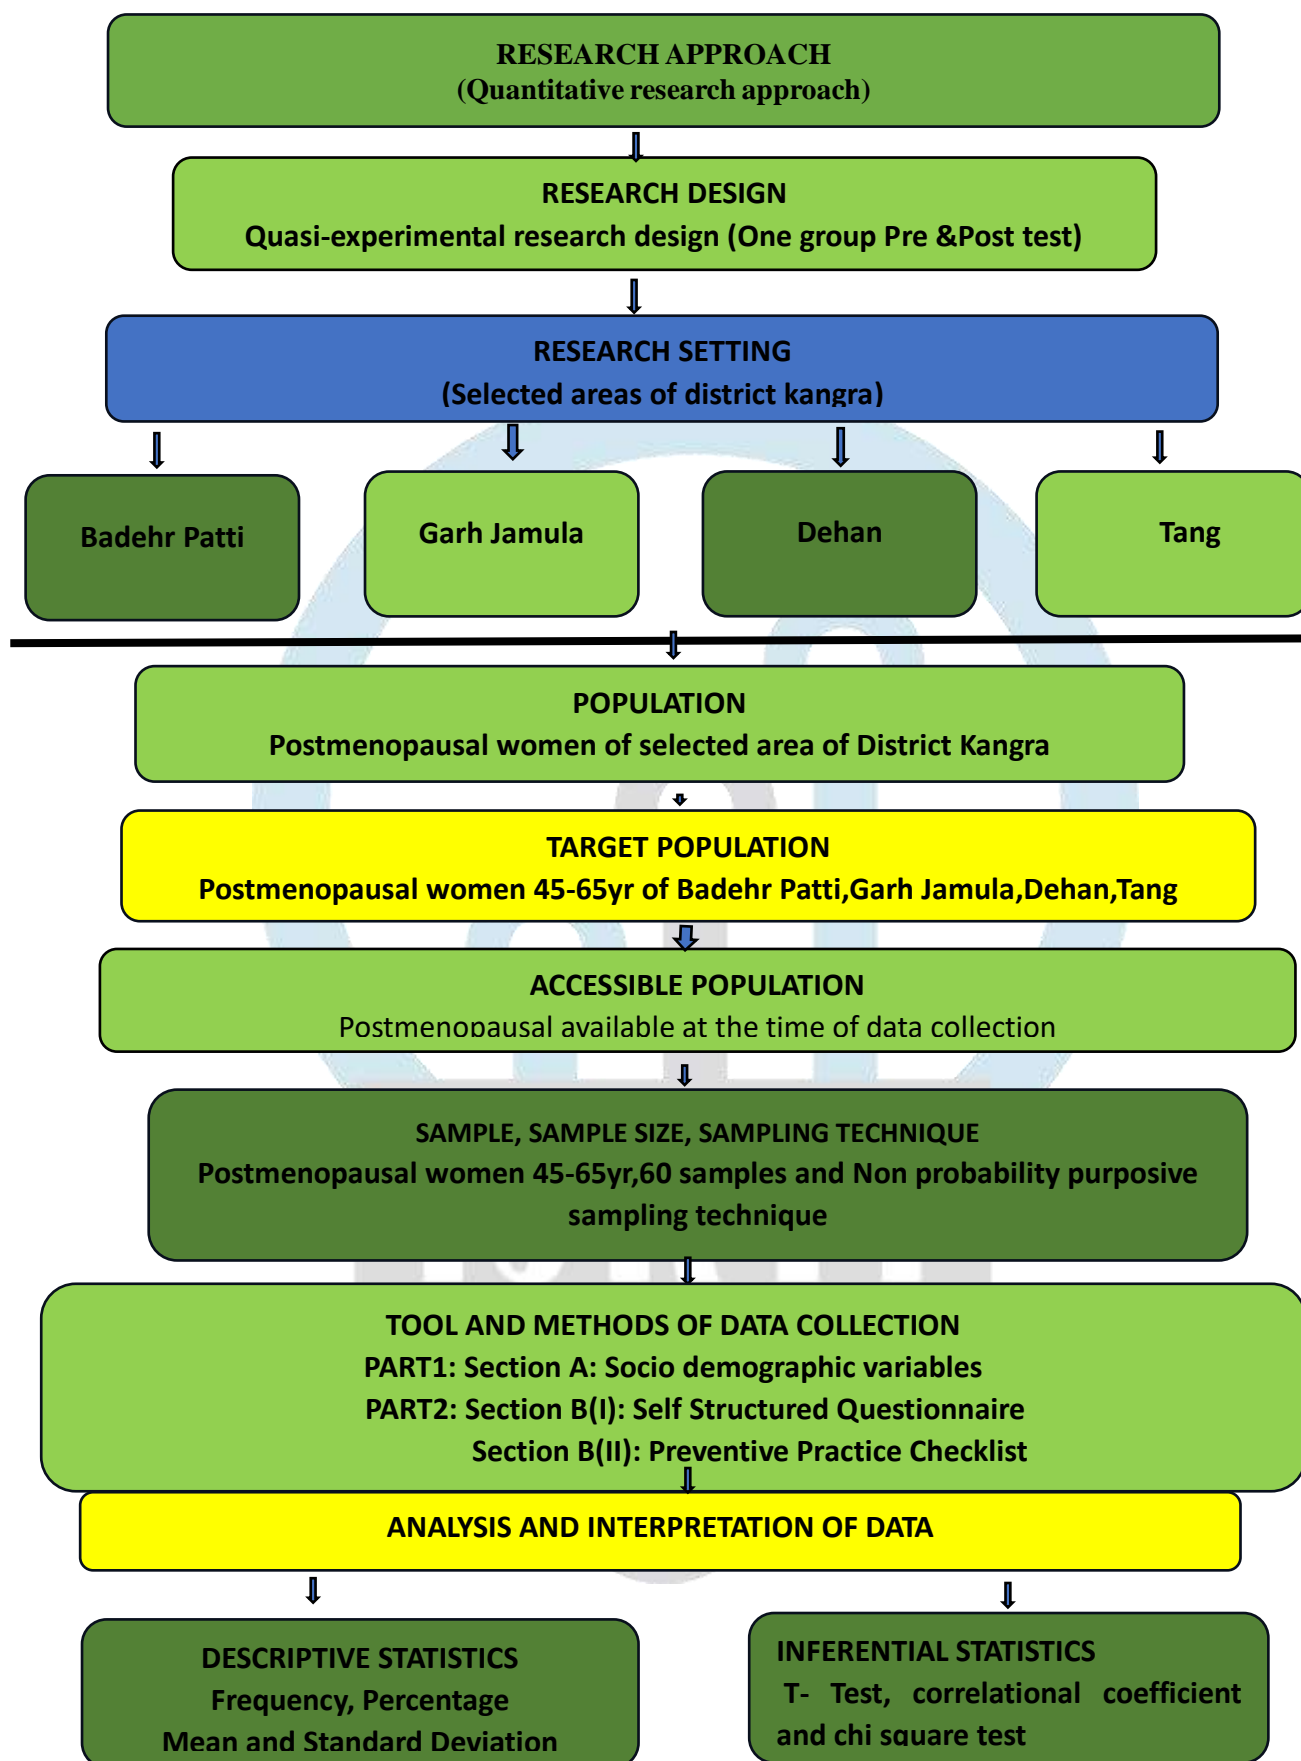 RESEARCH APPROACH
(Quantitative research approach)
RESEARCH DESIGN
Quasi-experimental research design (One group Pre &Post test)
RESEARCH SETTING
(Selected areas of district kangra)
Badehr Patti
Garh Jamula
Dehan
Tang
POPULATION
Postmenopausal women of selected area of District Kangra
TARGET POPULATION
Postmenopausal women 45-65yr of Badehr Patti,Garh Jamula,Dehan,Tang
ACCESSIBLE POPULATION
Postmenopausal available at the time of data collection
SAMPLE, SAMPLE SIZE, SAMPLING TECHNIQUE
Postmenopausal women 45-65yr,60 samples and Non probability purposive
sampling technique
TOOL AND METHODS OF DATA COLLECTION
PART1: Section A: Socio demographic variables
PART2: Section B(I): Self Structured Questionnaire
Section B(II): Preventive Practice Checklist
ANALYSIS AND INTERPRETATION OF DATA
DESCRIPTIVE STATISTICS
Frequency, Percentage
Mean and Standard Deviation
INFERENTIAL STATISTICS
T- Test, correlational coefficient
and chi square test